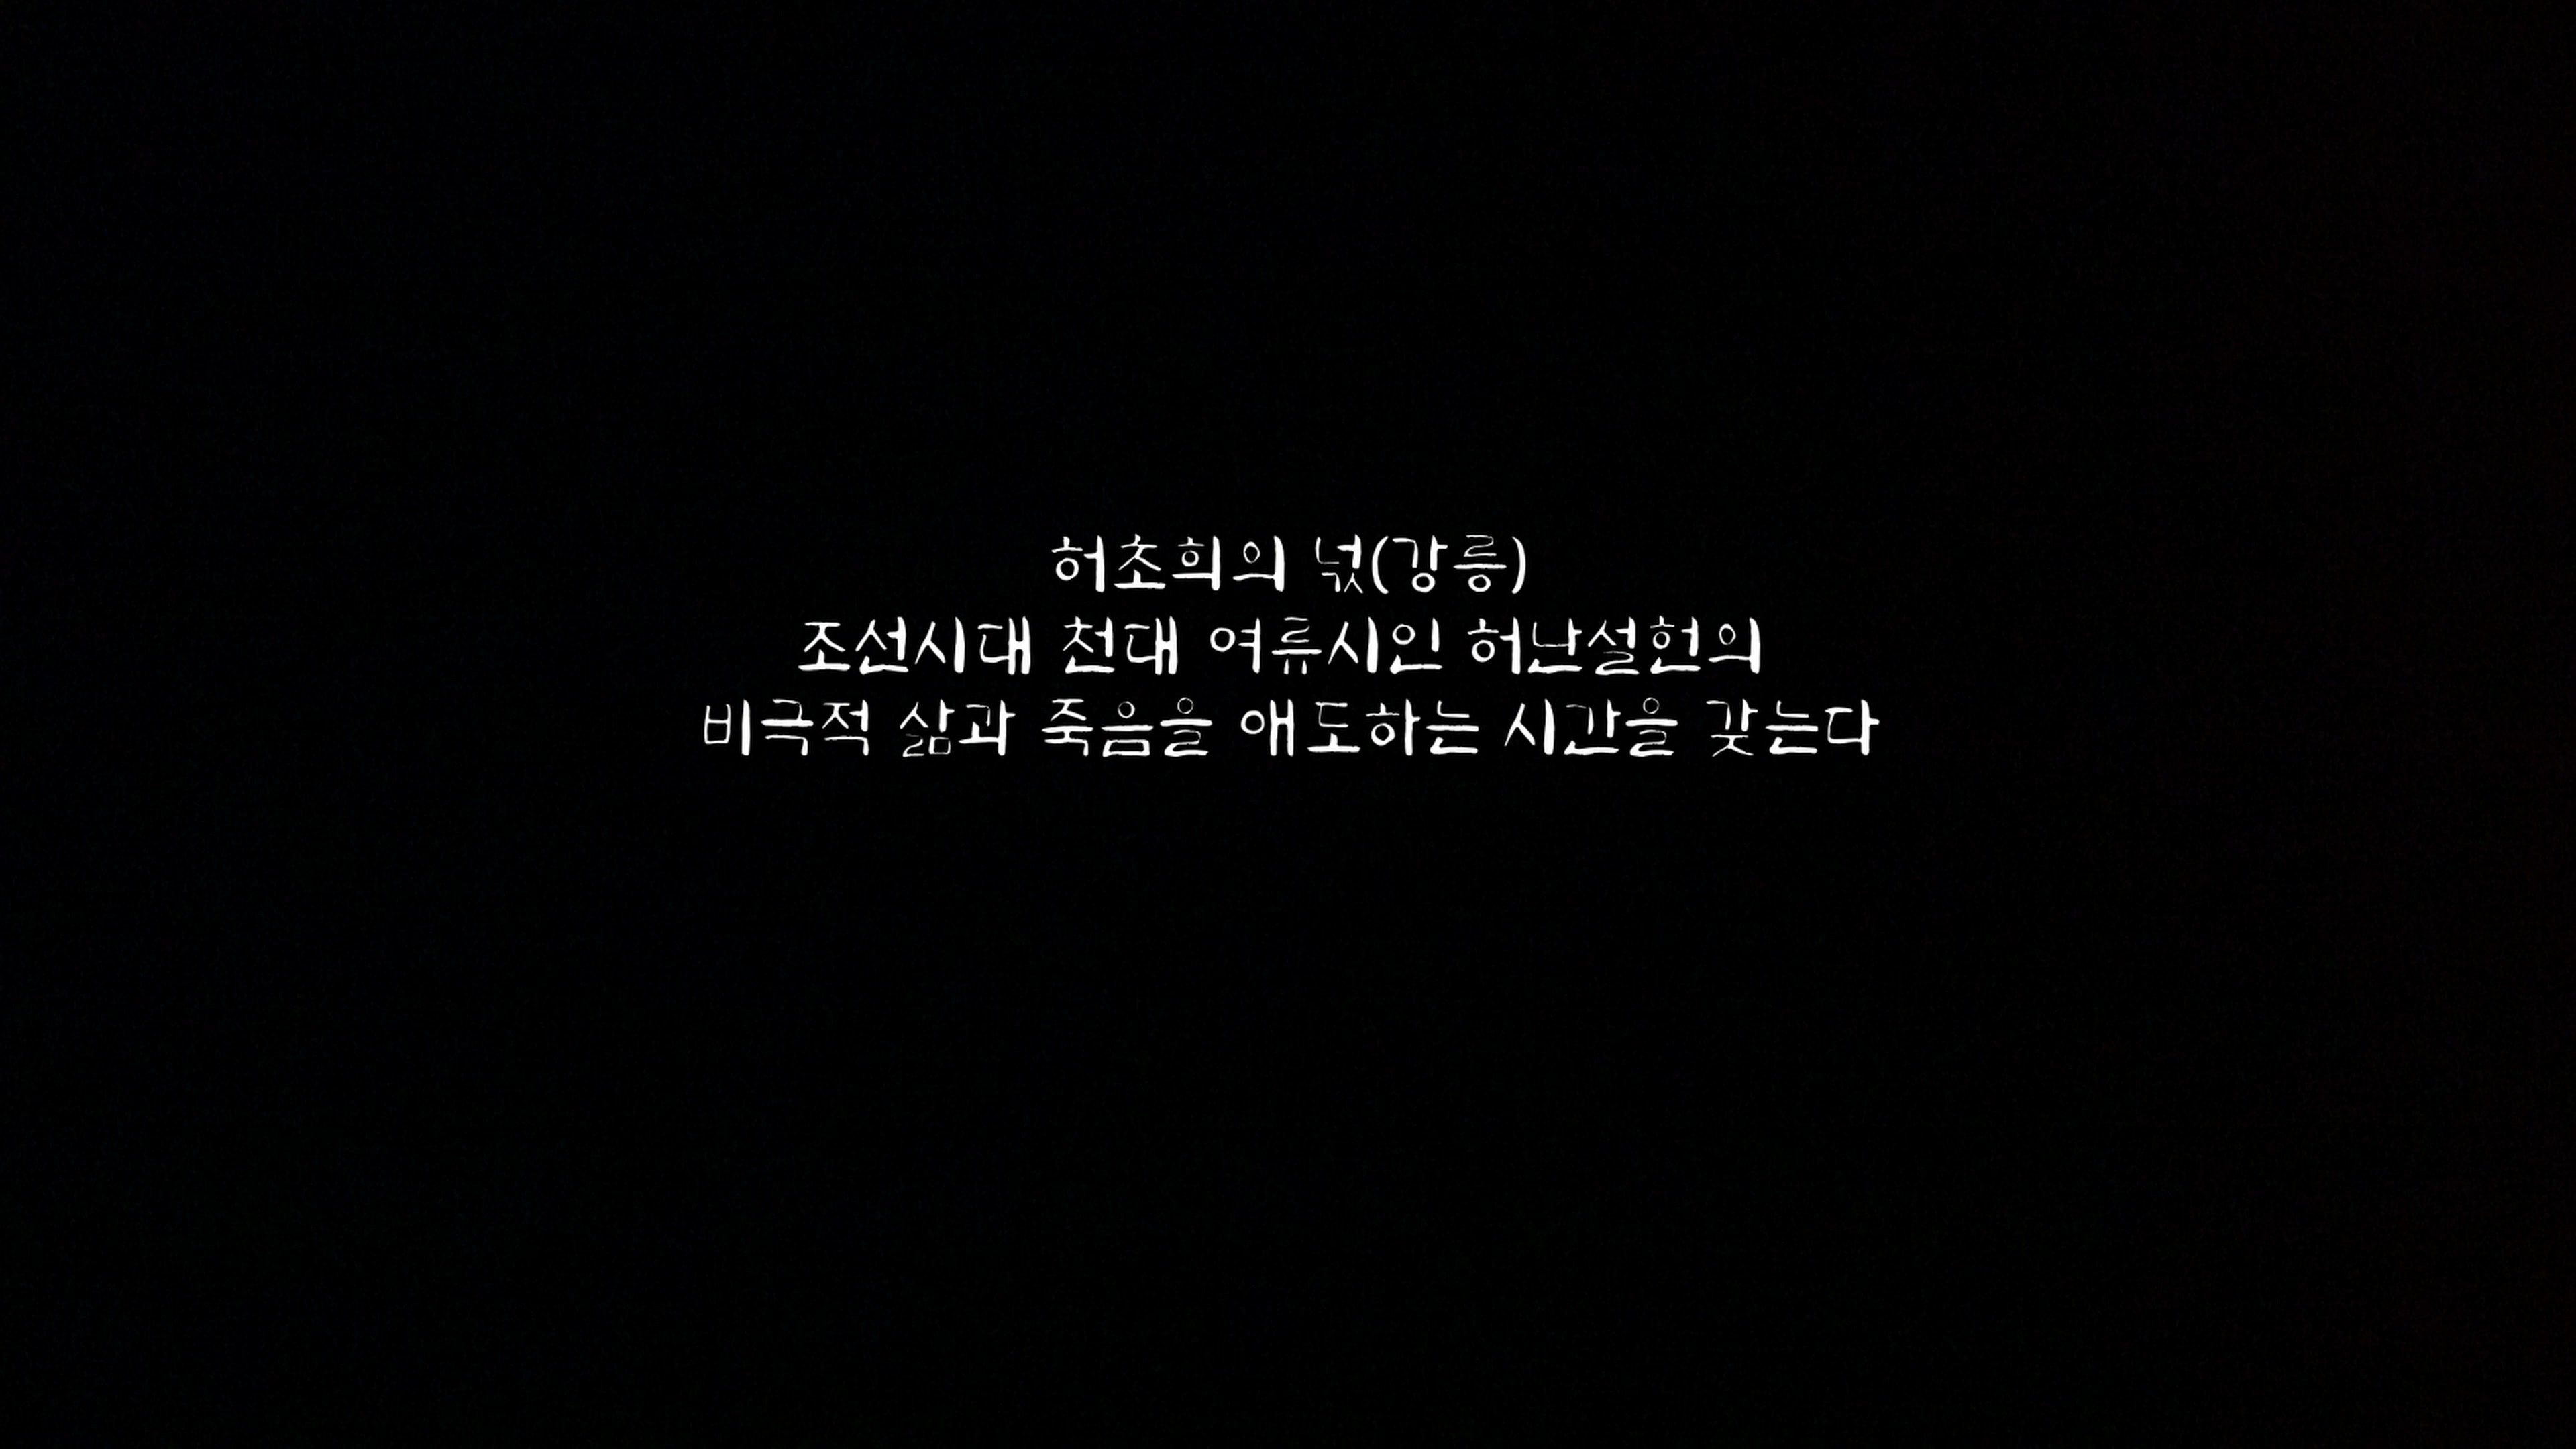 허초희의 넋(강릉)
조선시대 천대 여류시인 허난설헌의
비극적 삶과 죽음을 애도하는 시간을 갖는다